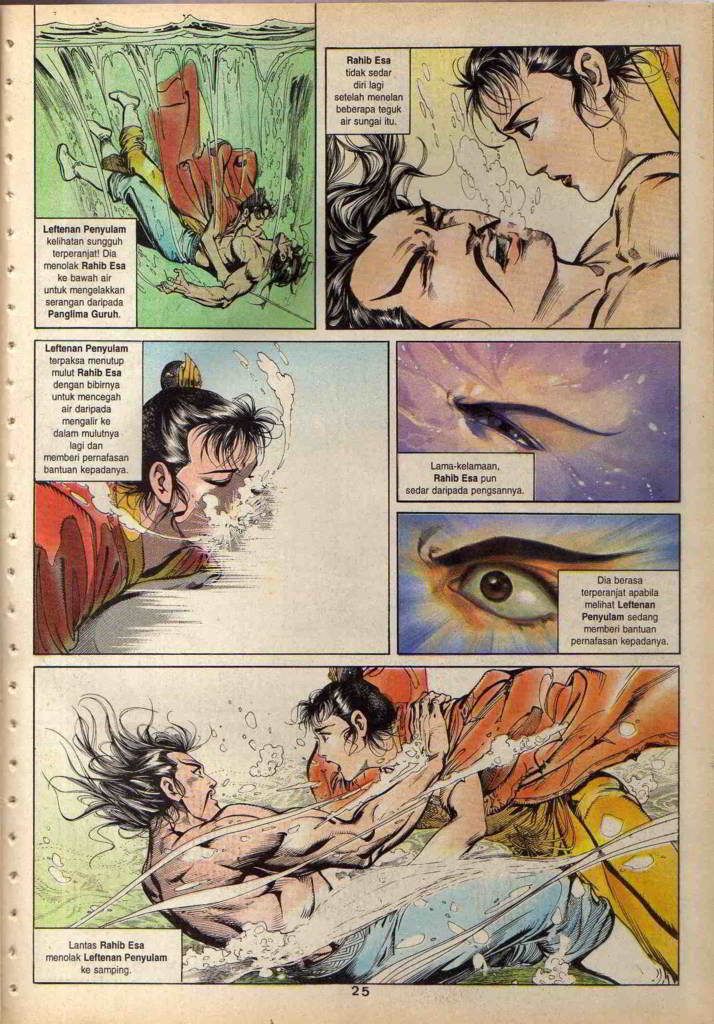 Leftenan Penyulam
kelihatan sungguh
terperanjat! Dia
menolak Rahib Esa
ke bawah air
untuk mengelakkan
serangan daripada
Panglima Guruh.
Rahib Esa
tidak sedar
diri lagi
setelah menelan
beberapa teguk
air sungai itu.
Leftenan Penyulam
terpaksa menutup
mulut Rahib Esa
dengan bibirnya
untuk mencegah
air daripada
mengalir ke
dalam mulutnya
lagi dan
memberi pernafasan
bantuan kepadanya.
Lama-kelamaan,
Rahib Esa pun
sedar daripada pengsannya.
Dia berasa
terperanjat apabila
melihat Leftenan
Penyulam sedang
memberi bantuan
pernafasan kepadanya.
Lantas Rahib Esa
menolak Leftenan Penyulam
ke samping.
25